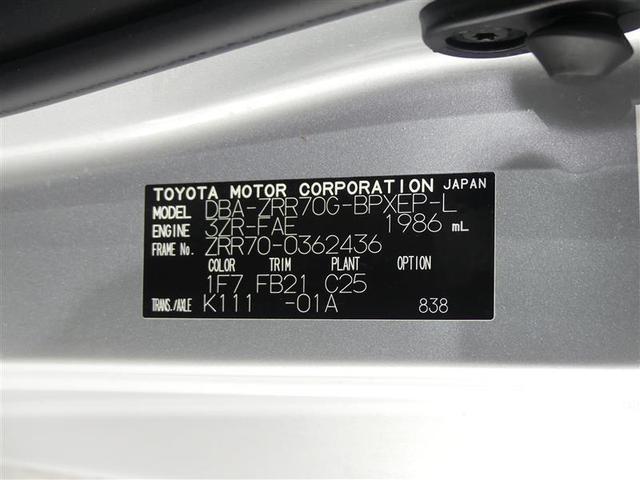 TOYOTA MOTOR CORPORATION JAPAN
MODEL DBA-ZRR70G-BPXEP-L
ENGINE 3ZR-FAE 1986 mL
FRAME No. ZRR70-0362436
COLOR TRIM PLANT OPTION
1F7 FB21 C25
TRANS./AXLE K111 -01A 838